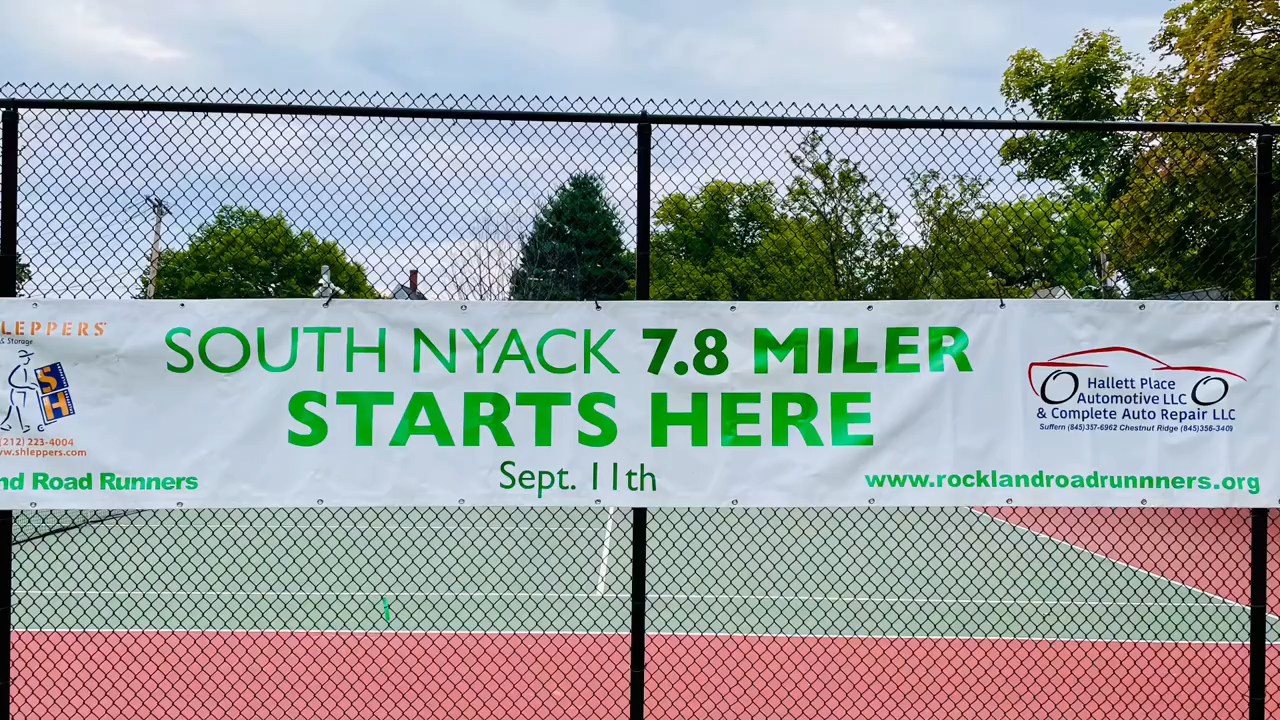 LEPPERS
& Storage
S
H
(212) 223-4004
w.shleppers.com
nd Road Runners
SOUTH NYACK 7.8 MILER
STARTS HERE
Sept. 11th
Hallett Place
Automotive LLC
& Complete Auto Repair LLC
Suffern (845)357-6962 Chestnut Ridge (845)356-3409
www.rocklandroadrunnners.org